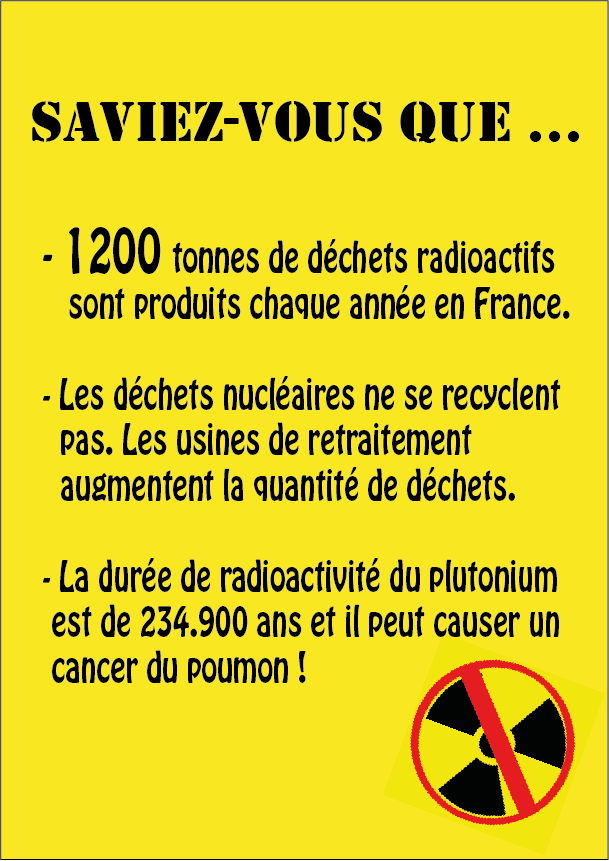 SAVIEZ-VOUS QUE ...
- 1200 tonnes de déchets radioactifs
sont produits chaque année en France.
- Les déchets nucléaires ne se recyclent
pas. Les usines de retraitement
augmentent la quantité de déchets.
- La durée de radioactivité du plutonium
est de 234.900 ans et il peut causer un
cancer du poumon !